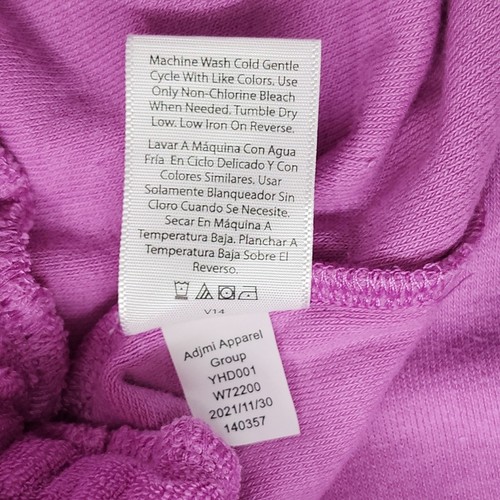 Machine Wash Cold Gentle
Cycle With Like Colors. Use
Only Non-Chlorine Bleach
When Needed. Tumble Dry
Low. Low Iron On Reverse.
Lavar A Máquina Con Agua
Fría En Ciclo Delicado Y Con
Colores Similares. Usar
Solamente Blanqueador Sin
Cloro Cuando Se Necesite.
Secar En Máquina A
Temperatura Baja. Planchar A
Temperatura Baja Sobre El
Reverso.
V14
Adjmi Apparel
Group
YHD001
W72200
2021/11/30
140357